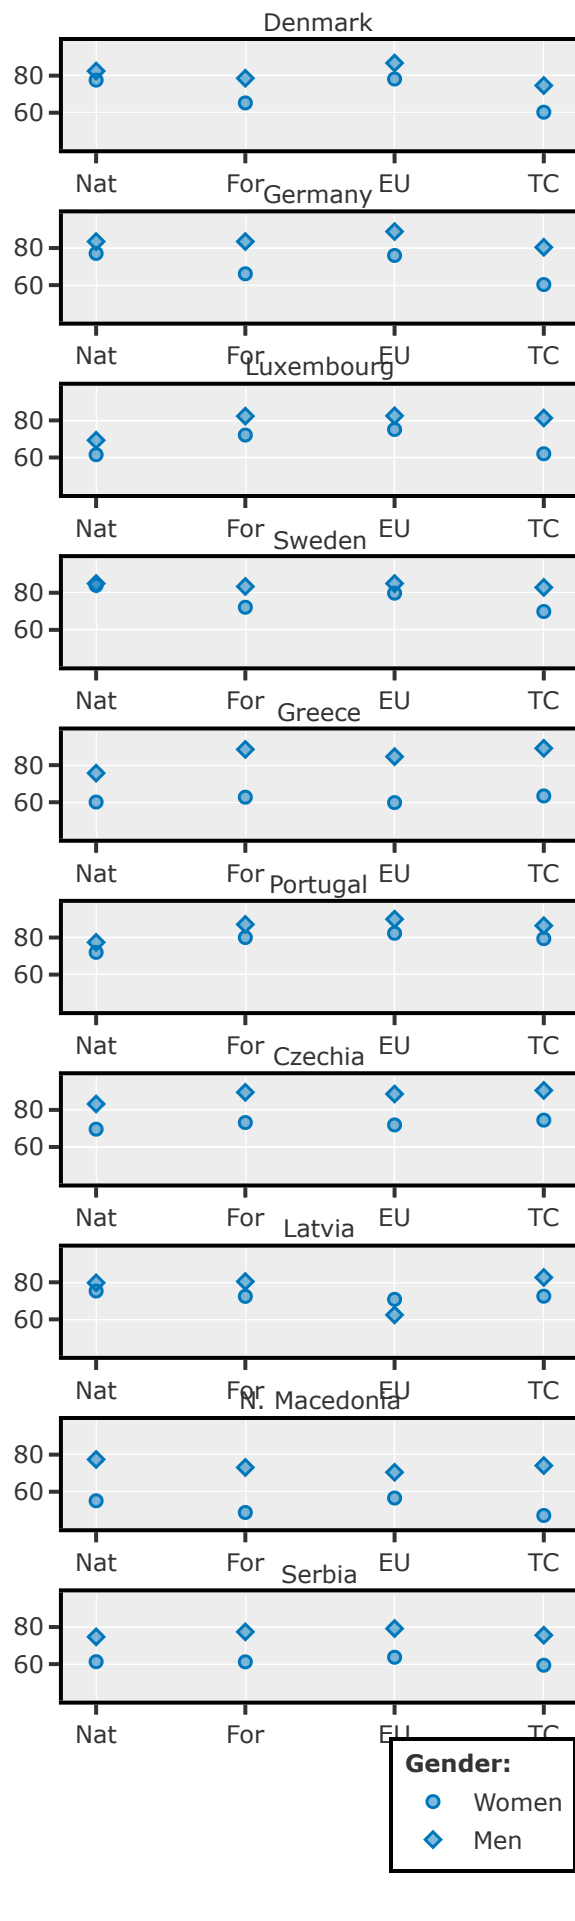 Denmark
80
60
Nat For EU TC
Germany
80
60
Nat For EU TC
Luxembourg
80
60
Nat For EU TC
Sweden
80
60
Nat For EU TC
Greece
80
60
Nat For EU TC
Portugal
80
60
Nat For EU TC
Czechia
80
60
Nat For EU TC
Latvia
80
60
Nat For EU TC
N. Macedonia
80
60
Nat For EU TC
Serbia
80
60
Nat For EU TC
Gender:
Women
Men